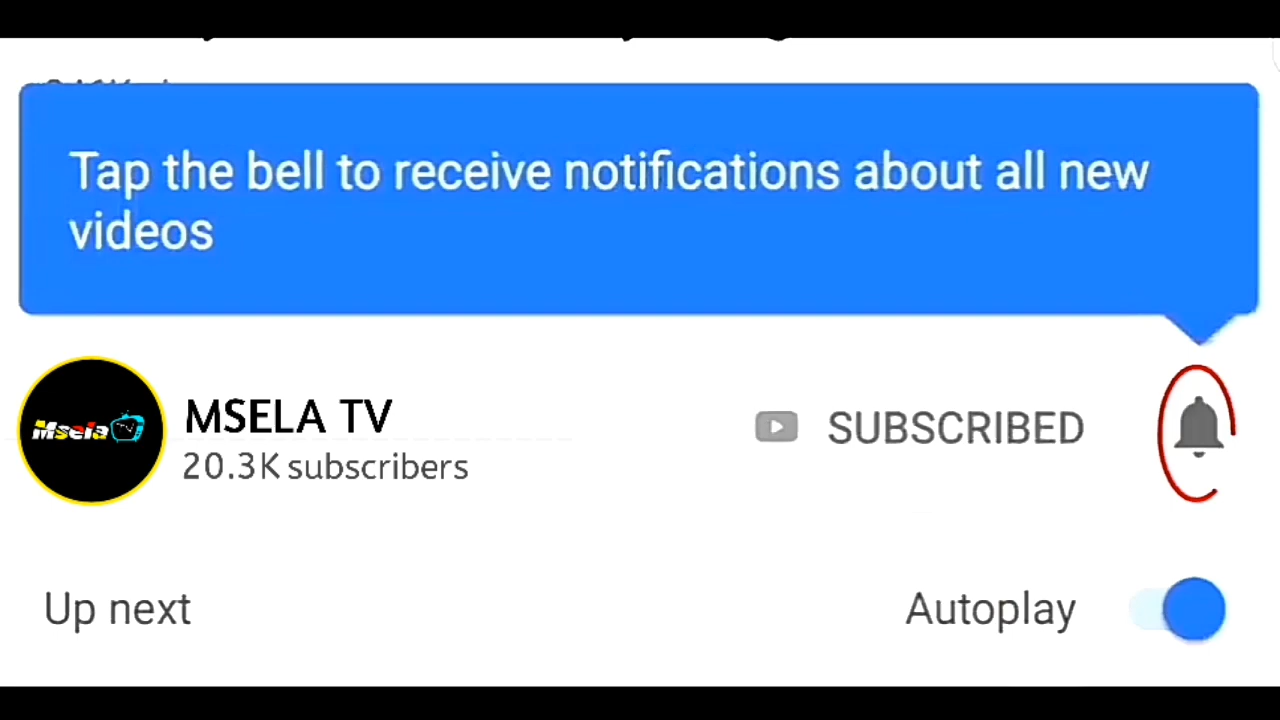 Tap the bell to receive notifications about all new
videos
Msela
MSELA TV
20.3K subscribers
SUBSCRIBED
Up next
Autoplay